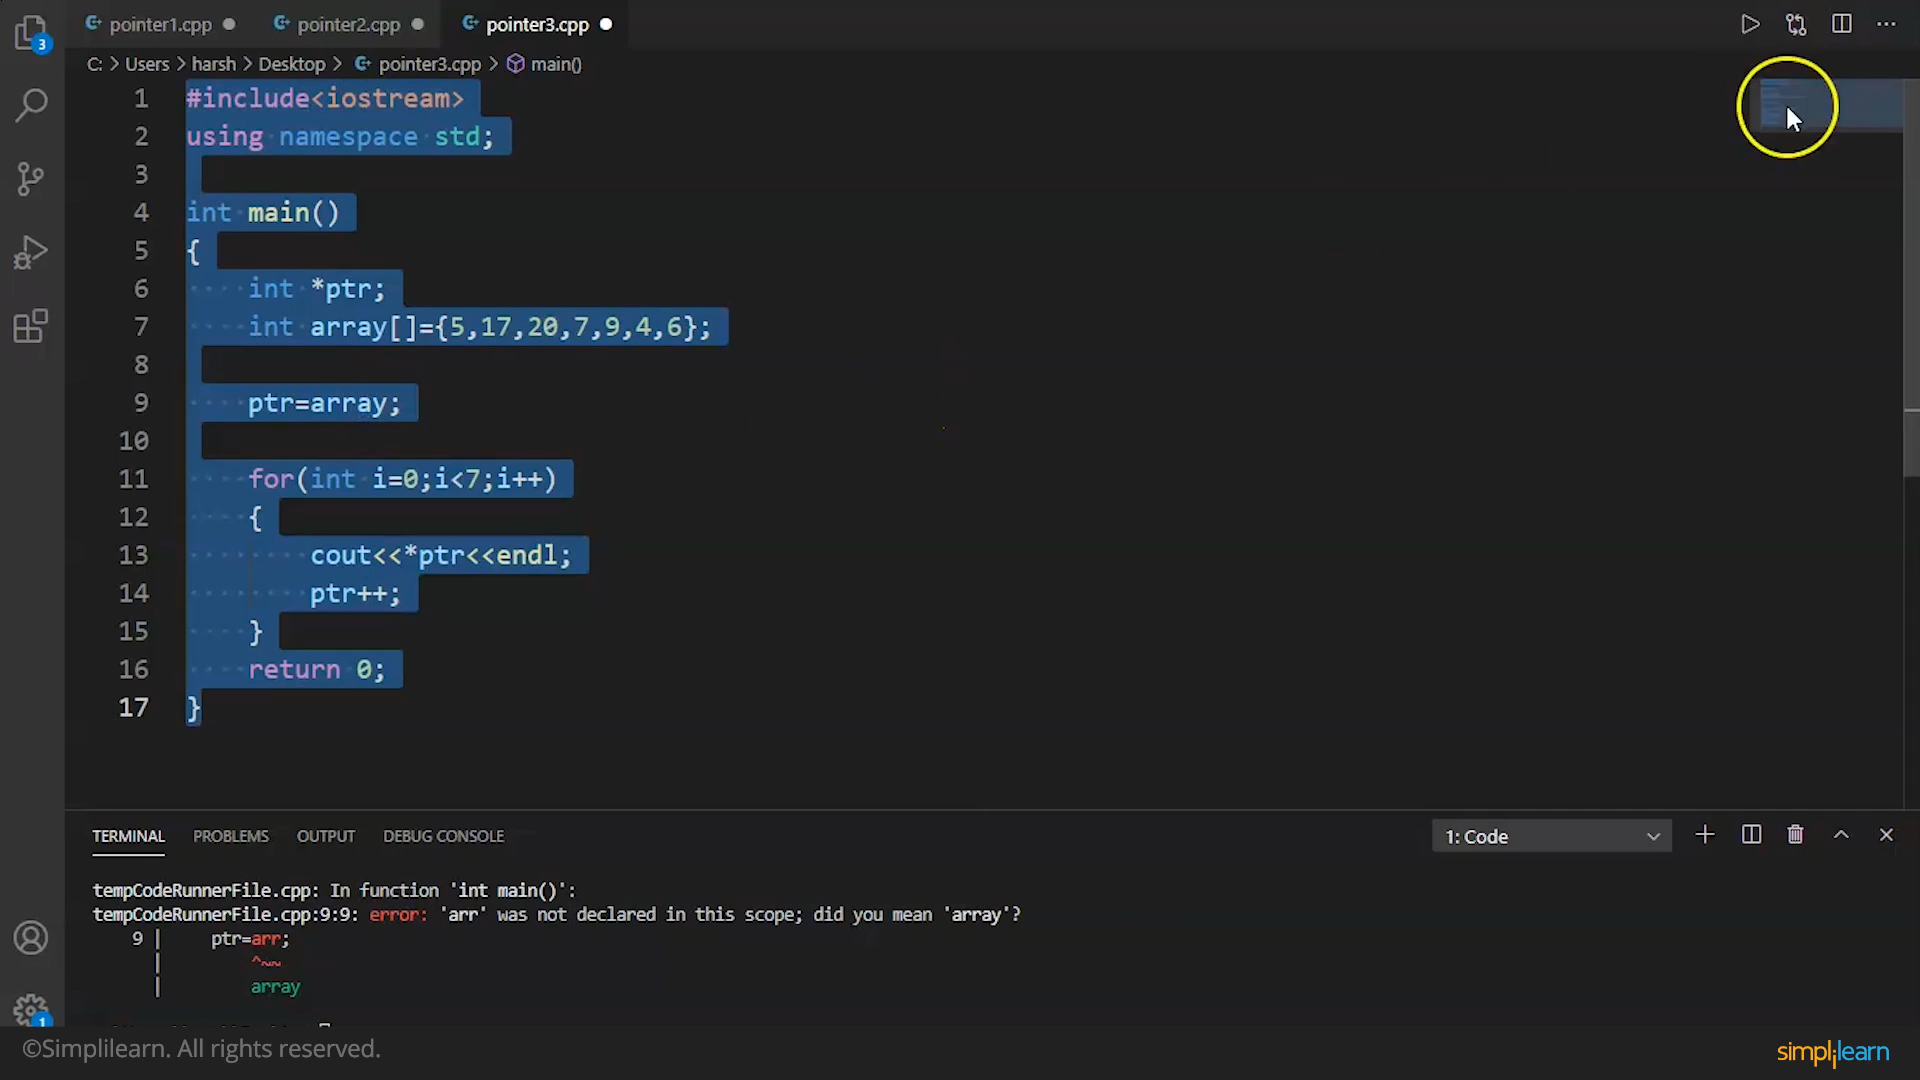 pointer1.cpp pointer2.cpp pointer3.cpp
3
C: > Users > harsh > Desktop > pointer3.cpp > main()
1 #include<iostream>
2 using namespace std;
3
4 int main()
5 {
6 int *ptr;
7 int array[]={5,17,20,7,9,4,6};
8
9 ptr=array;
10
11 for(int i=0;i<7;i++)
12 {
13 cout<<*ptr<<endl;
14 ptr++;
15 }
16 return 0;
17 }
TERMINAL PROBLEMS OUTPUT DEBUG CONSOLE 1: Code
tempCodeRunnerFile.cpp: In function 'int main()':
tempCodeRunnerFile.cpp:9:9: error: 'arr' was not declared in this scope; did you mean 'array'?
9 | ptr=arr;
| ^~~
| array
1
©Simplilearn. All rights reserved.
simplilearn